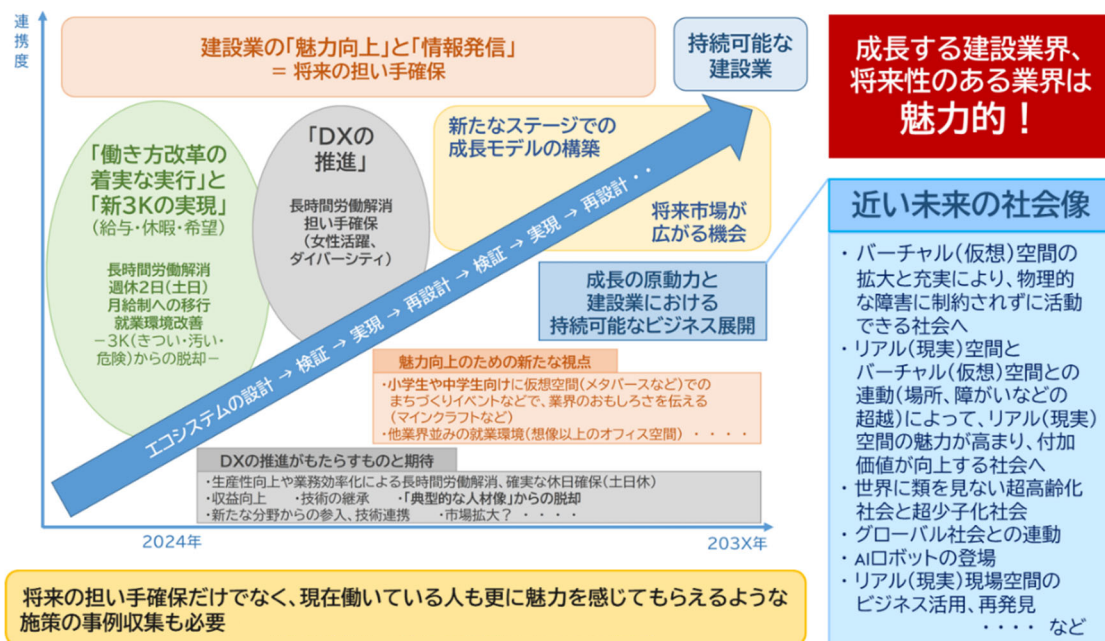 連携度
建設業の「魅力向上」と「情報発信」
= 将来の担い手確保
持続可能な
建設業
「働き方改革の
着実な実行」と
「新3Kの実現」
(給与・休暇・希望)
長時間労働解消
週休2日(土日)
月給制への移行
就業環境改善
－3K(きつい・汚い・
危険)からの脱却－
「DXの
推進」
長時間労働解消
担い手確保
(女性活躍、
ダイバーシティ)
新たなステージでの
成長モデルの構築
将来市場が
広がる機会
エコシステムの設計 → 検証 → 実現 → 再設計 → 検証 → 実現 → 再設計・・
成長の原動力と
建設業における
持続可能なビジネス展開
魅力向上のための新たな視点
・小学生や中学生向けに仮想空間(メタバースなど)での
まちづくりイベントなどで、業界のおもしろさを伝える
(マインクラフトなど)
・他業界並みの就業環境(想像以上のオフィス空間) ・・・・
DXの推進がもたらすものと期待
・生産性向上や業務効率化による長時間労働解消、確実な休日確保(土日休)
・収益向上 ・技術の継承 ・「典型的な人材像」からの脱却
・新たな分野からの参入、技術連携 ・市場拡大？ ・・・・
2024年
203X年
将来の担い手確保だけでなく、現在働いている人も更に魅力を感じてもらえるような
施策の事例収集も必要
成長する建設業界、
将来性のある業界は
魅力的！
近い未来の社会像
・バーチャル(仮想)空間の
拡大と充実により、物理的
な障害に制約されずに活動
できる社会へ
・リアル(現実)空間と
バーチャル(仮想)空間との
連動(場所、障がいなどの
超越)によって、リアル(現実)
空間の魅力が高まり、付加
価値が向上する社会へ
・世界に類を見ない超高齢化
社会と超少子化社会
・グローバル社会との連動
・AIロボットの登場
・リアル(現実)現場空間の
ビジネス活用、再発見
・・・・ など